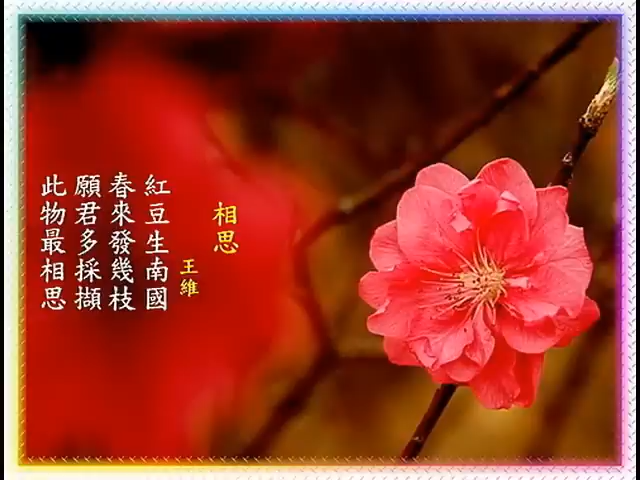 相思
王維
紅豆生南國
春來發幾枝
願君多採擷
此物最相思